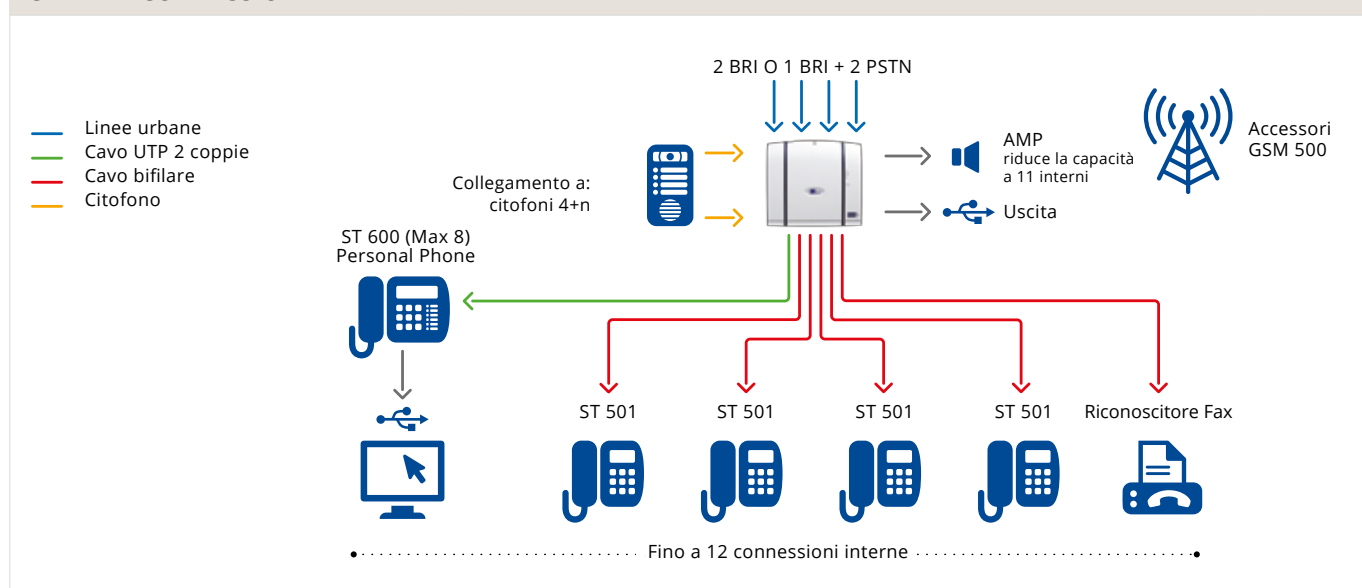 2 BRI O 1 BRI + 2 PSTN
Linee urbane
Cavo UTP 2 coppie
Cavo bifilare
Citofono
Collegamento a:
citofoni 4+n
AMP
riduce la capacità
a 11 interni
Uscita
Accessori
GSM 500
ST 600 (Max 8)
Personal Phone
ST 501
ST 501
ST 501
ST 501
Riconoscitore Fax
Fino a 12 connessioni interne